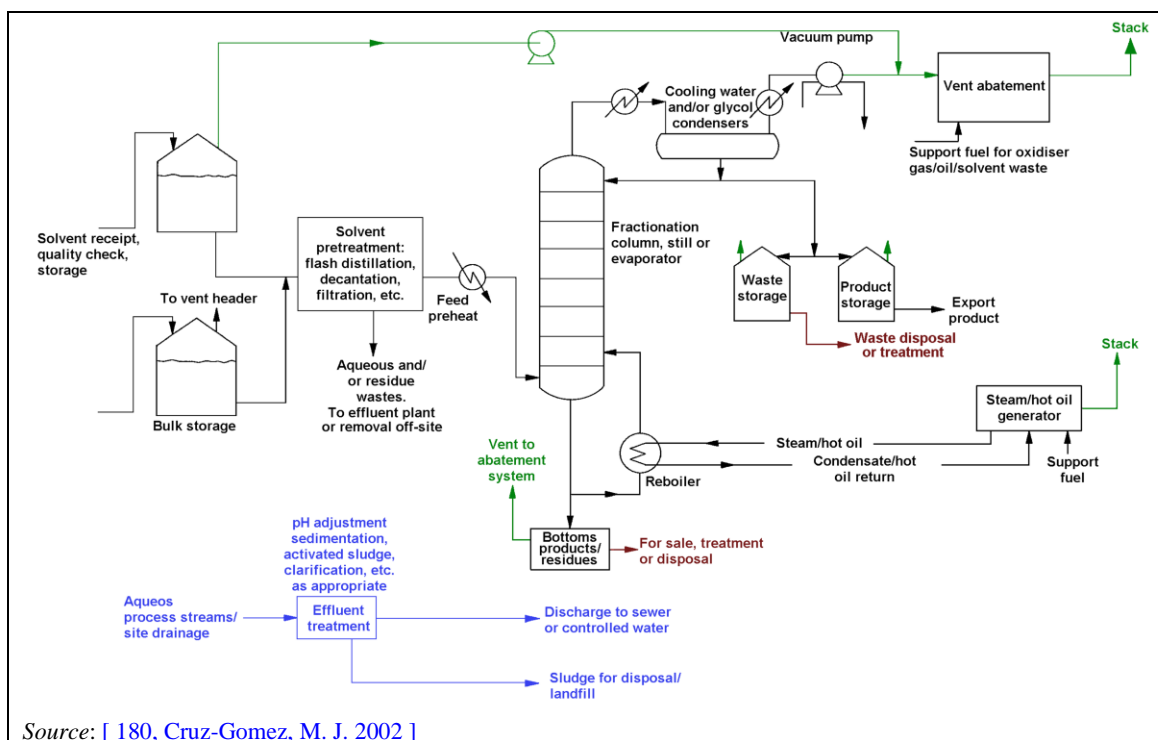 Stack
Vacuum pump
Vent abatement
Cooling water
and/or glycol
condensers
Support fuel for oxidiser
gas/oil/solvent waste
Solvent receipt,
quality check,
storage
Solvent
pretreatment:
flash distillation,
decantation,
filtration, etc.
Feed
preheat
Fractionation
column, still or
evaporator
Waste
storage
Product
storage
Export
product
Waste disposal
or treatment
To vent header
Bulk storage
Aqueous and/
or residue
wastes.
To effluent plant
or removal off-site
Stack
Steam/hot oil
generator
Steam/hot oil
Condensate/hot
oil return
Support
fuel
Reboiler
Vent to
abatement
system
Bottoms
products/
residues
For sale, treatment
or disposal
pH adjustment
sedimentation,
activated sludge,
clarification, etc.
as appropriate
Aqueos
process streams/
site drainage
Effluent
treatment
Discharge to sewer
or controlled water
Sludge for disposal/
landfill
Source: [ 180, Cruz-Gomez, M. J. 2002 ]